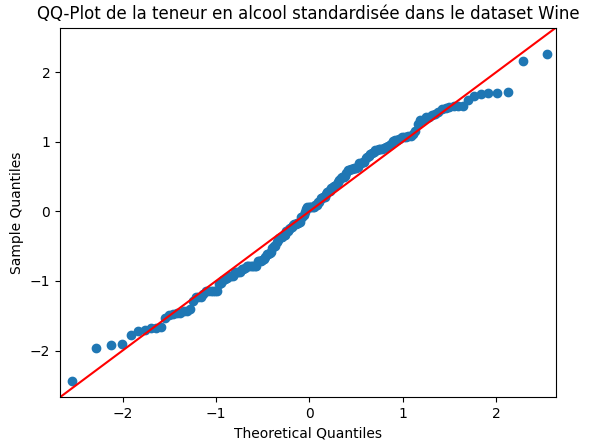 QQ-Plot de la teneur en alcool standardisée dans le dataset Wine
2
1
0
−1
−2
Sample Quantiles
−2 −1 0 1 2
Theoretical Quantiles